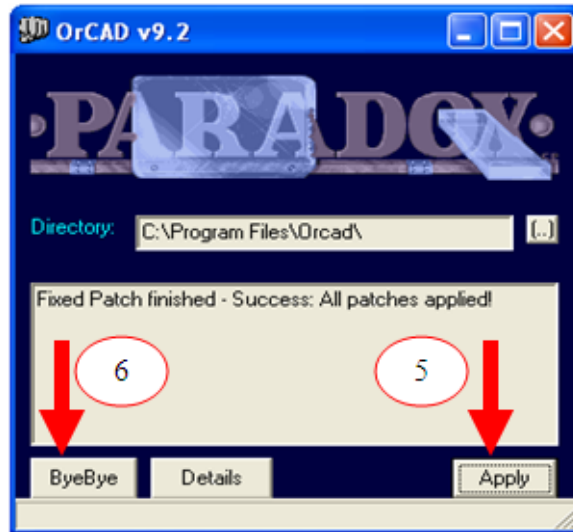 OrCAD v9.2
PARADOX
Directory:
C:\Program Files\Orcad\
(..)
Fixed Patch finished - Success: All patches applied!
6
5
ByeBye
Details
Apply